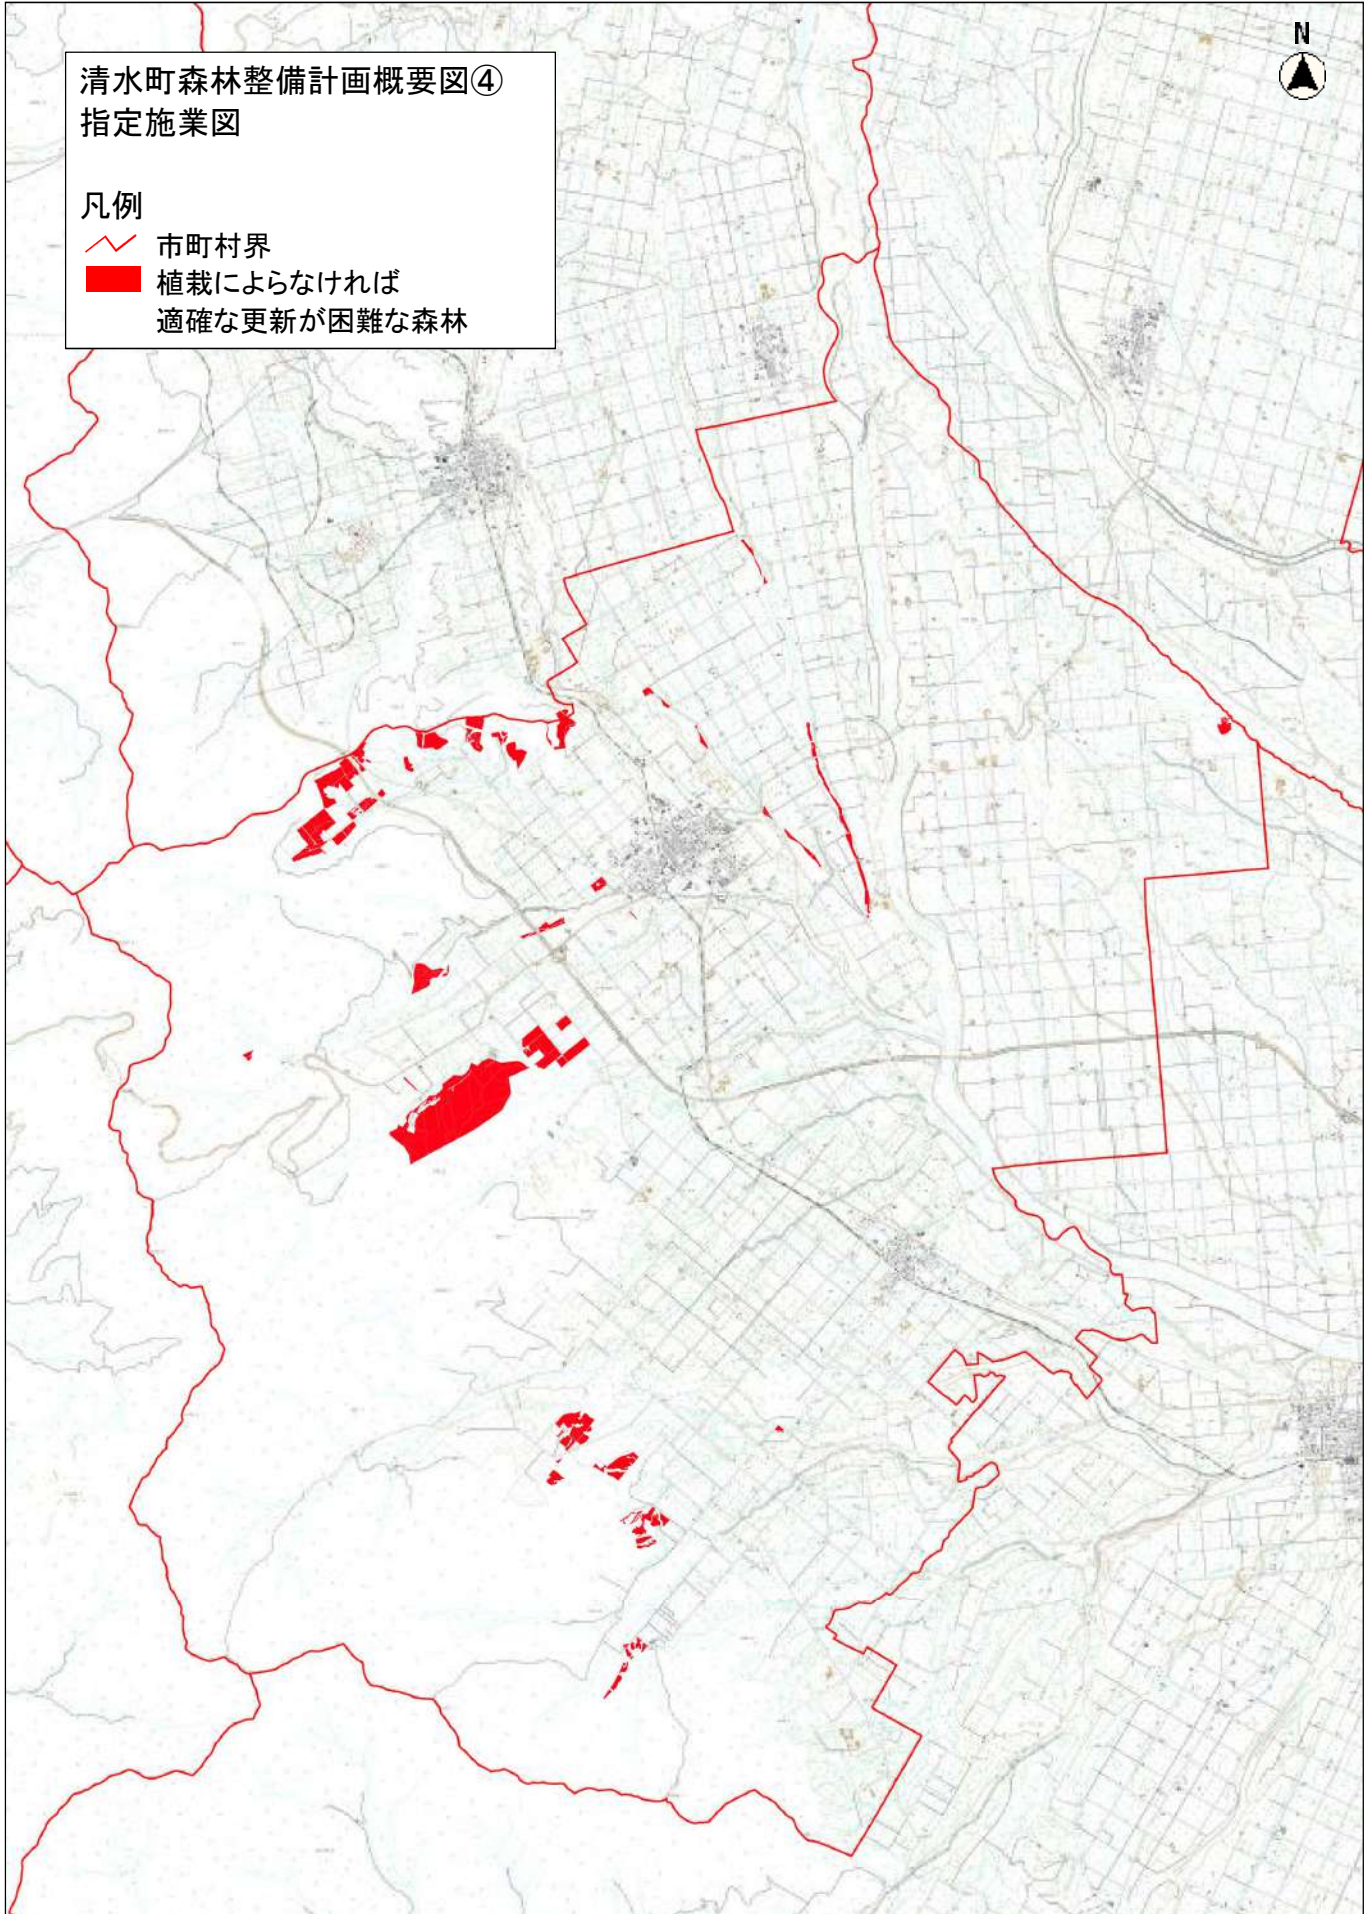 清水町森林整備計画概要図④
指定施業図
凡例
市町村界
植栽によらなければ
適確な更新が困難な森林
N